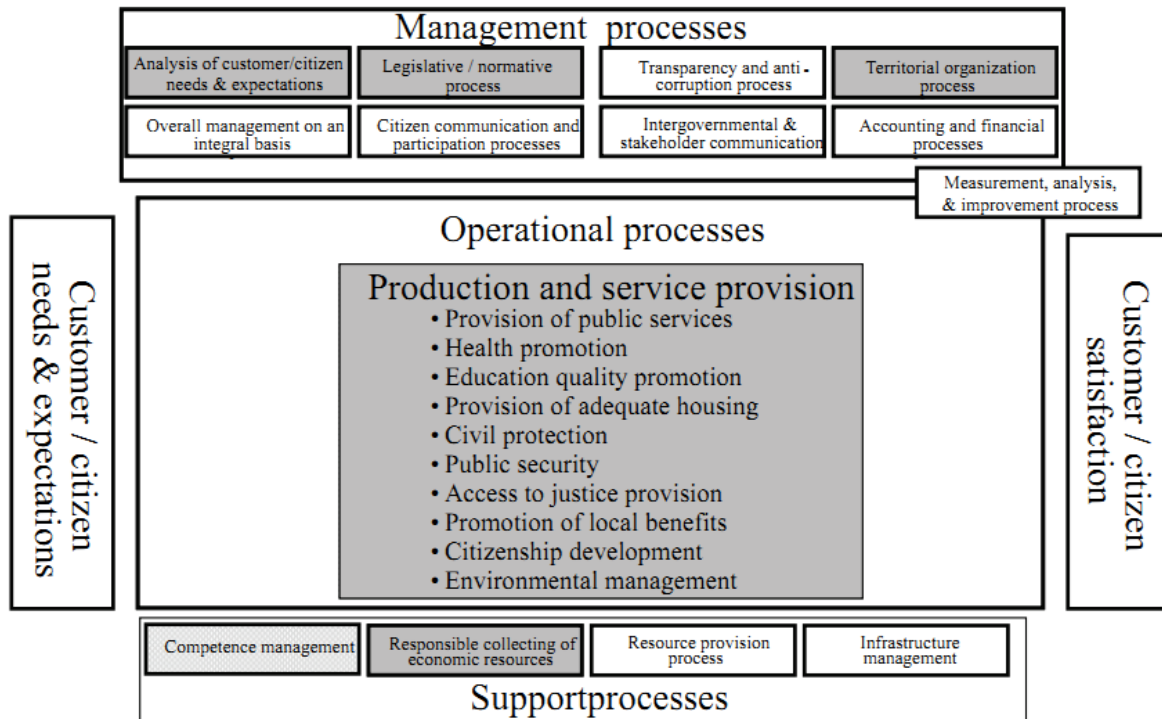 Management processes
Analysis of customer/citizen
needs & expectations
Legislative / normative
process
Transparency and anti-
corruption process
Territorial organization
process
Overall management on an
integral basis
Citizen communication and
participation processes
Intergovernmental &
stakeholder communication
Accounting and financial
processes
Measurement, analysis,
& improvement process
Customer / citizen
needs & expectations
Operational processes
Production and service provision
• Provision of public services
• Health promotion
• Education quality promotion
• Provision of adequate housing
• Civil protection
• Public security
• Access to justice provision
• Promotion of local benefits
• Citizenship development
• Environmental management
Customer / citizen
satisfaction
Competence management
Responsible collecting of
economic resources
Resource provision
process
Infrastructure
management
Supportprocesses